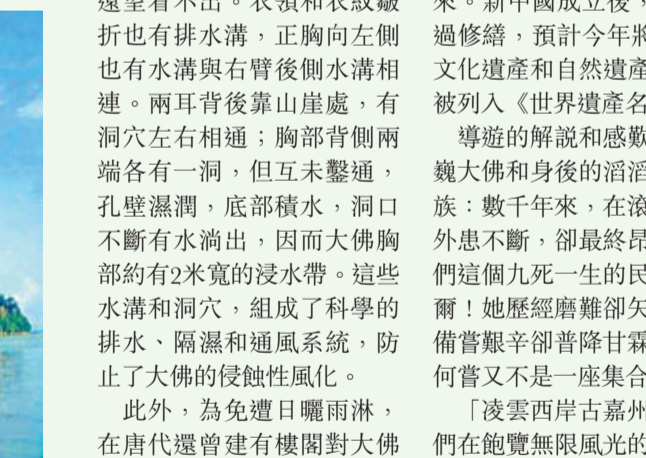 遠望看不出。衣領和衣紋皺
折也有排水溝，正胸向左側
也有水溝與右臂後側水溝相
連。兩耳背後靠山崖處，有
洞穴左右相通；胸部背側兩
端各有一洞，但互未鑿通，
孔壁濕潤，底部積水，洞口
不斷有水淌出，因而大佛胸
部約有2米寬的浸水帶。這些
水溝和洞穴，組成了科學的
排水、隔濕和通風系統，防
止了大佛的侵蝕性風化。
此外，為免遭日曬雨淋，
在唐代還曾建有樓閣對大佛
來。新中國成立後，
過修繕，預計今年將
文化遺產和自然遺產
被列入《世界遺產名
導遊的解說和感歎
巍大佛和身後的滔滔
族：數千年來，在滾
外患不斷，卻最終昂
們這個九死一生的民
爾！她歷經磨難卻矢
備嘗艱辛卻普降甘霖
何嘗又不是一座集合
「凌雲西岸古嘉州
們在飽覽無限風光的